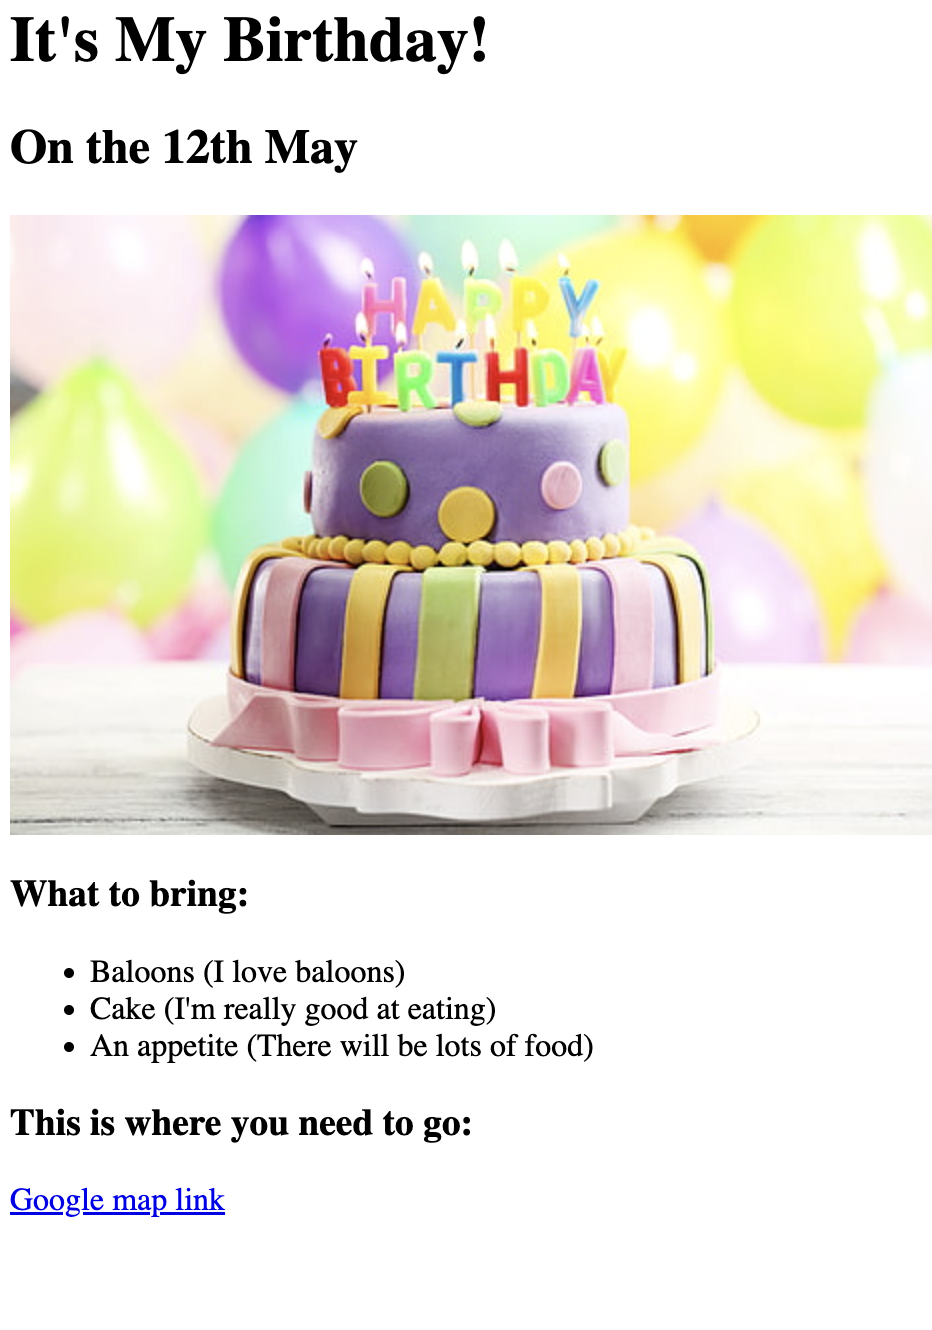 It's My Birthday!
On the 12th May
HAPPY
BIRTHDAY
What to bring:
Baloons (I love baloons)
Cake (I'm really good at eating)
An appetite (There will be lots of food)
This is where you need to go:
Google map link